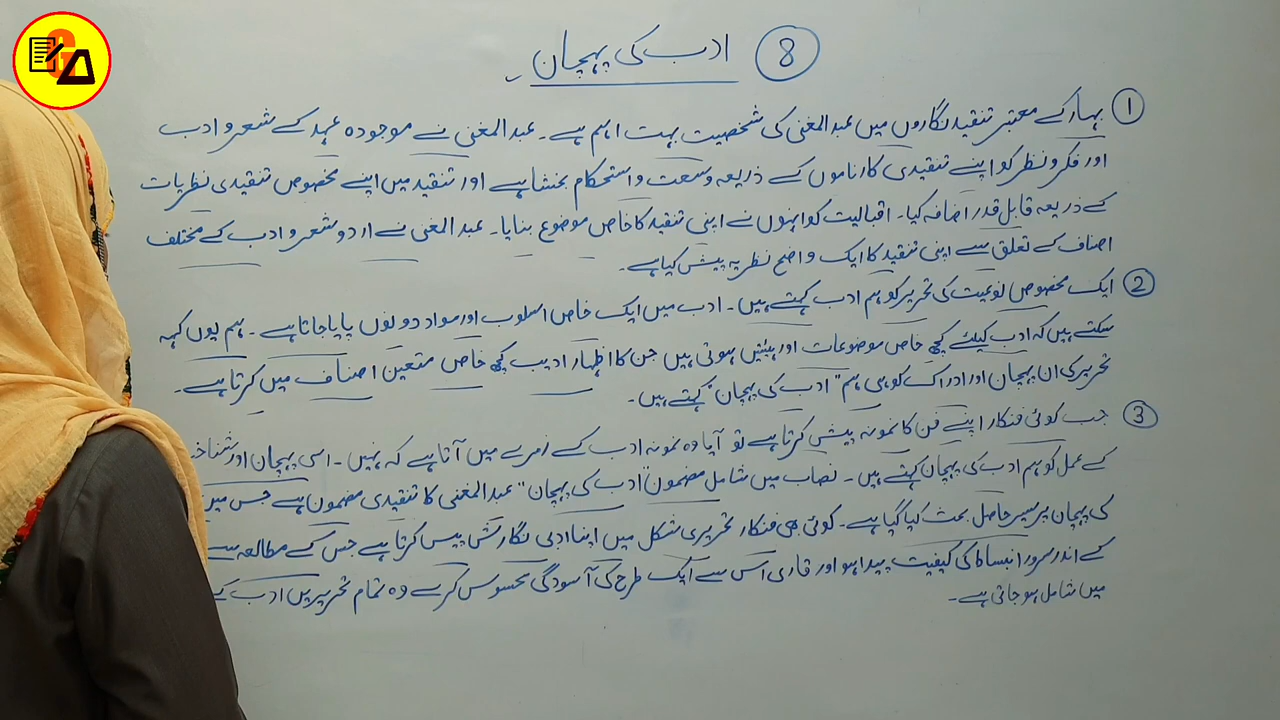 8 ادب کی پہچان ۔
① بہار کے معتبر تنقید نگاروں میں عبدالمغنی کی شخصیت بہت اہم ہے۔ عبدالمغنی نے موجودہ عہد کے شعر و ادب
اور فکر و نظر کو اپنے تنقیدی کارناموں کے ذریعہ وسعت و استحکام بخشا ہے اور تنقید میں اپنے مخصوص تنقیدی نظریات
کے ذریعہ قابل قدر اضافہ کیا۔ اقبالیت کو انہوں نے اپنی تنقید کا خاص موضوع بنایا۔ عبدالمغنی نے اردو شعر و ادب کے مختلف
اصناف کے تعلق سے اپنی تنقید کا ایک واضح نظریہ پیش کیا ہے۔
② ایک مخصوص نوعیت کی تحریر کو ہم ادب کہتے ہیں۔ ادب میں ایک خاص اسلوب اور مواد دونوں پایا جاتا ہے۔ ہم یوں کہہ
سکتے ہیں کہ ادب کیلئے کچھ خاص موضوعات اور ہیئتیں ہوتی ہیں جن کا اظہار ادیب کچھ خاص متعین اصناف میں کرتا ہے۔
تحریر کی ان پہچان اور ادراک کو ہی ہم "ادب کی پہچان" کہتے ہیں۔
③ جب کوئی فنکار اپنے فن کا نمونہ پیش کرتا ہے تو آیا وہ نمونہ ادب کے زمرے میں آتا ہے کہ نہیں۔ اسی پہچان اور
کے عمل کو ہم ادب کی پہچان کہتے ہیں۔ نصاب میں شامل مضمون "ادب کی پہچان" عبدالمغنی کا تنقیدی مضمون ہے جس میں
کی پہچان پر سیر حاصل بحث کیا گیا ہے۔ کوئی بھی فنکار تحریری شکل میں اپنا ادبی نگارش پیس کرتا ہے جس کے مطالعہ سے
کے اندر سرور انبساط کی کیفیت پیدا ہو اور قاری اس سے ایک طرح کی آسودگی محسوس کرے وہ تمام تحریریں ادب
میں شامل ہو جاتی ہے۔